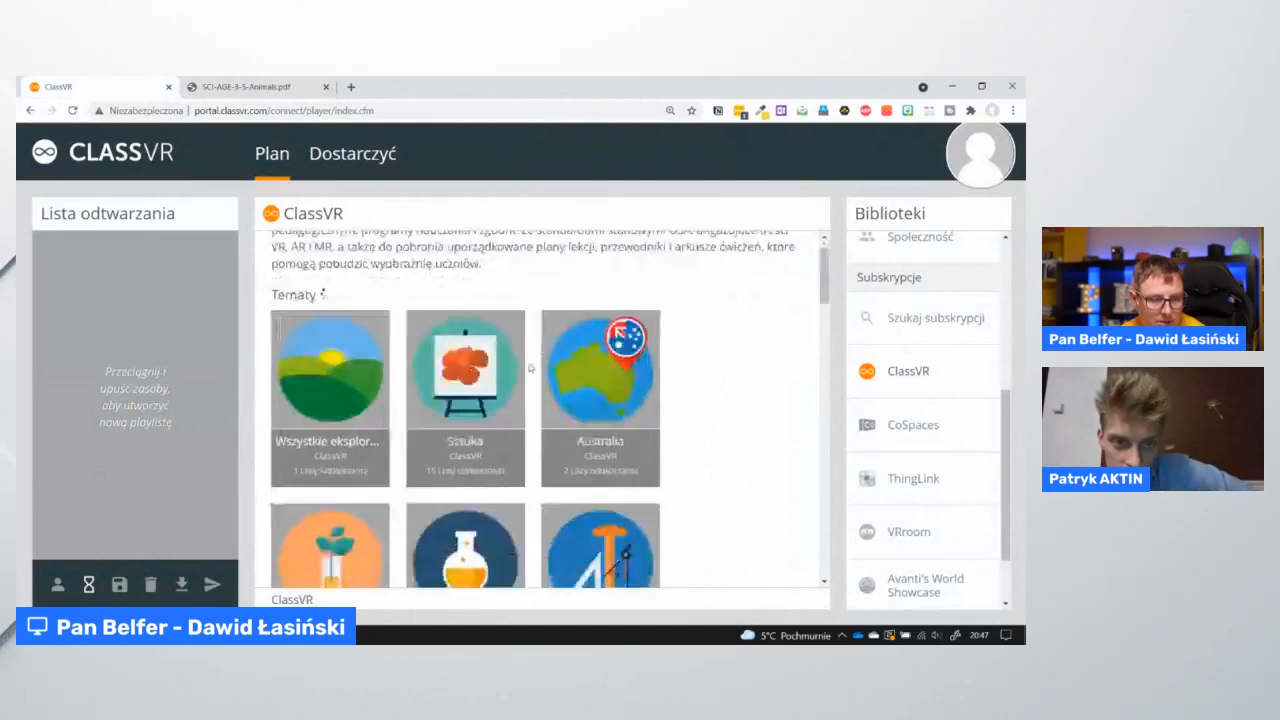 ClassVR
SCI-AGE-3-5-Animals.pdf
Niezabezpieczona | portal.classvr.com/connect/player/index.cfm
CLASSVR
Plan
Dostarczyć
Lista odtwarzania
ClassVR
Biblioteki
VR, AR i MR, a także do pobrania uporządkowane plany lekcji, przewodniki i arkusze ćwiczeń, które
pomogą pobudzić wyobraźnię uczniów.
Tematy
Społeczność
Subskrypcje
Szukaj subskrypcji
ClassVR
CoSpaces
ThingLink
VRroom
Avanti's World
Showcase
Przeciągnij i
upuść zasoby,
aby utworzyć
nową playlistę
Wszystkie eksplor...
ClassVR
Sztuka
ClassVR
Australia
ClassVR
ClassVR
5°C Pochmurnie
20:47
Pan Belfer - Dawid Łasiński
Pan Belfer - Dawid Łasiński
Patryk AKTIN